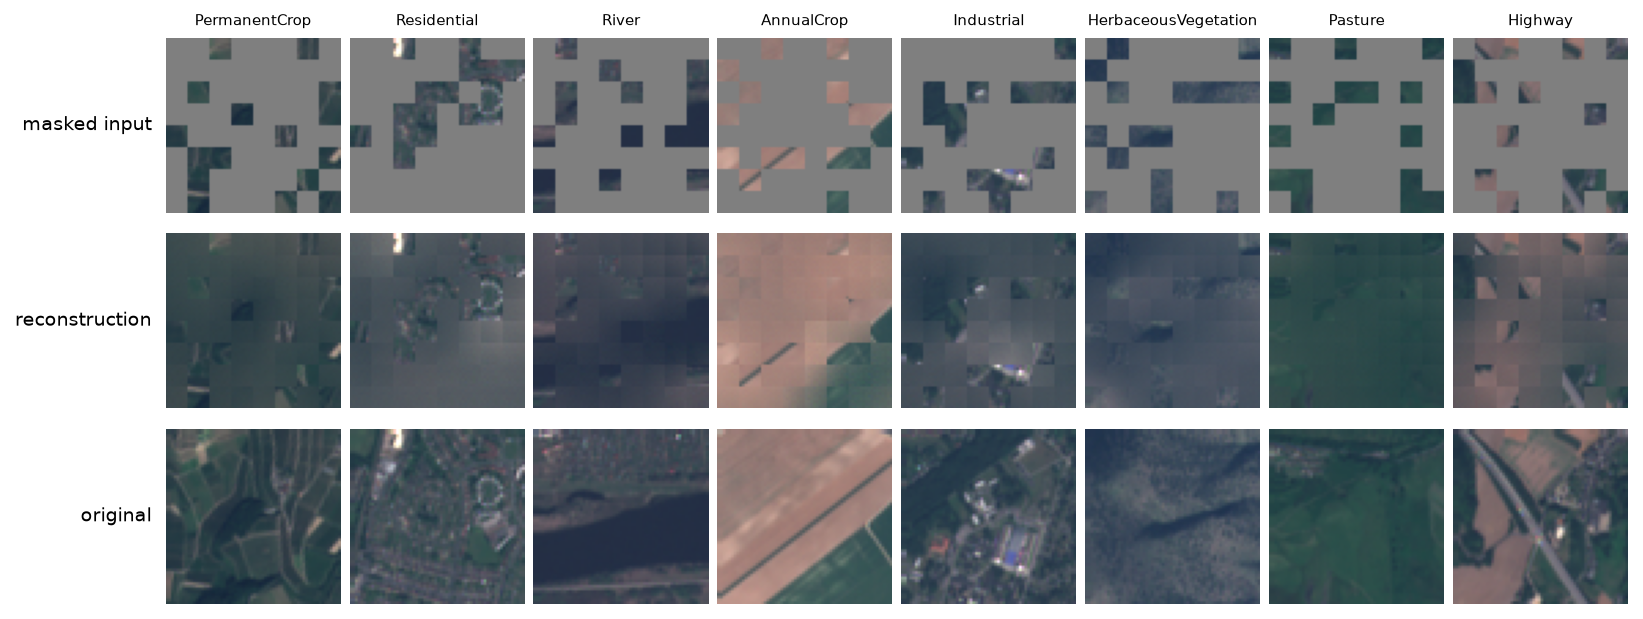 PermanentCrop Residential River AnnualCrop Industrial HerbaceousVegetation Pasture Highway
masked input
reconstruction
original